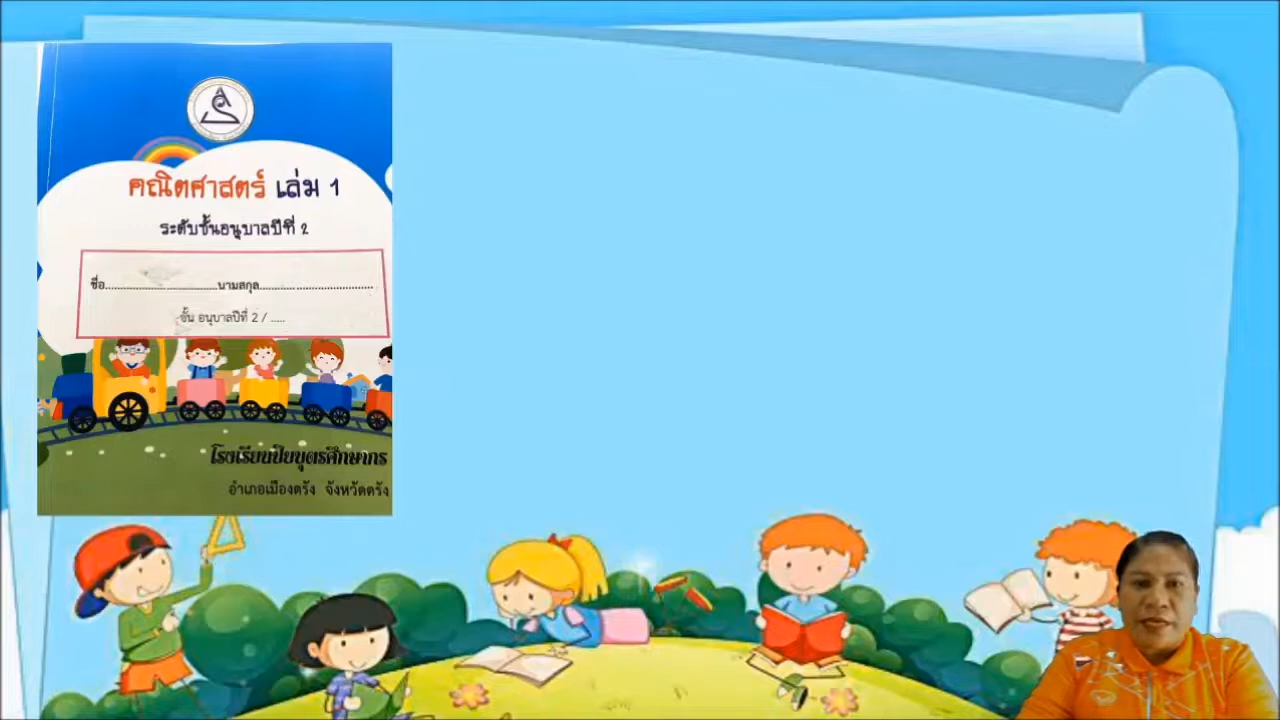 คณิตศาสตร์ เล่ม 1
ระดับชั้นอนุบาลปีที่ 2
ชื่อ........................................นามสกุล........................................
ชั้น อนุบาลปีที่ 2 / .....
โรงเรียนปิยบุตรศึกษากร
อำเภอเมืองตรัง จังหวัดตรัง